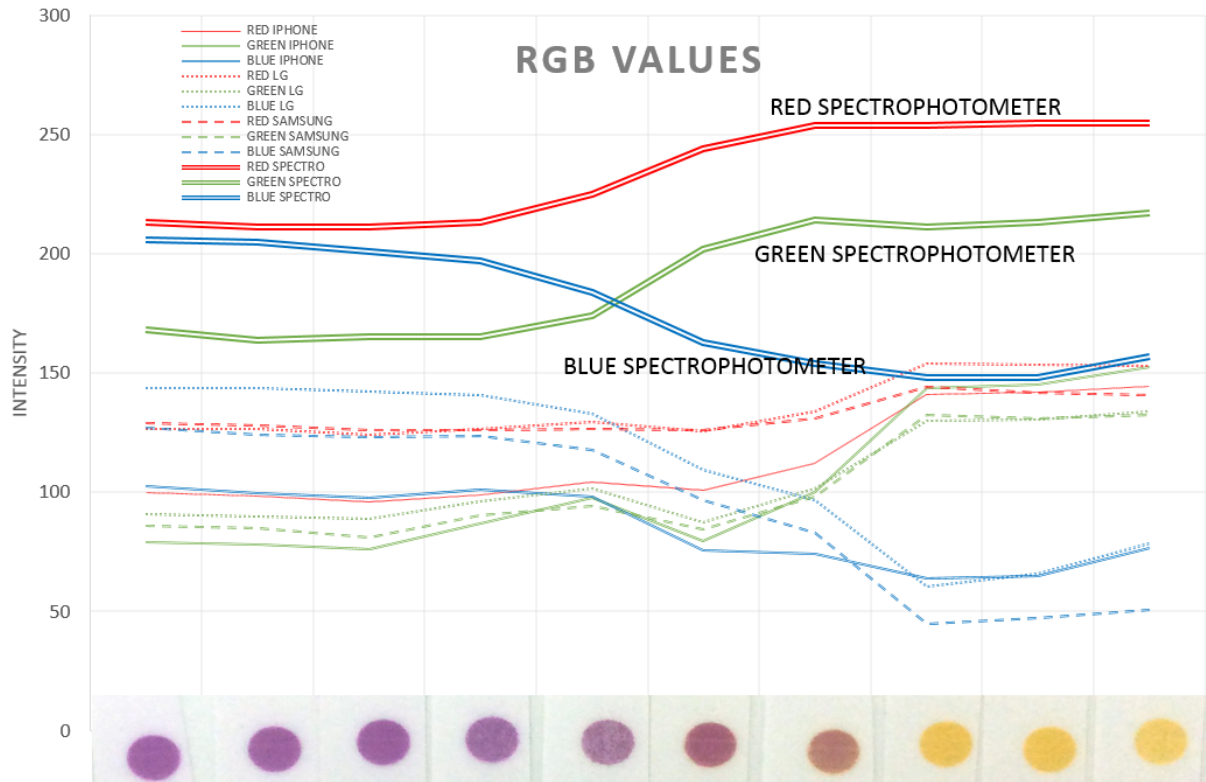 300
RED IPHONE
GREEN IPHONE
BLUE IPHONE
RED LG
GREEN LG
BLUE LG
RED SAMSUNG
GREEN SAMSUNG
BLUE SAMSUNG
RED SPECTRO
GREEN SPECTRO
BLUE SPECTRO
RGB VALUES
RED SPECTROPHOTOMETER
250
200
GREEN SPECTROPHOTOMETER
BLUE SPECTROPHOTOMETER
150
INTENSITY
100
50
0